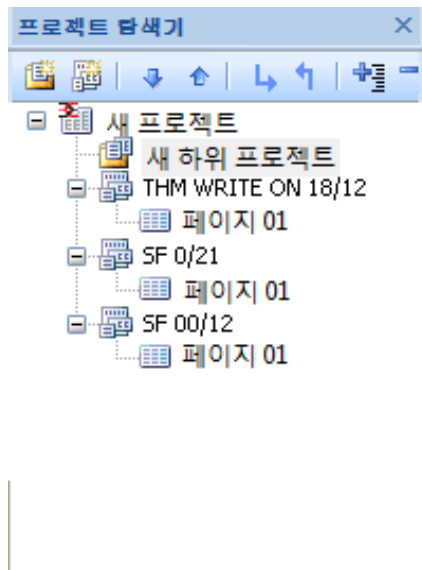 프로젝트 탐색기
새 프로젝트
새 하위 프로젝트
THM WRITE ON 18/12
페이지 01
SF 0/21
페이지 01
SF 00/12
페이지 01